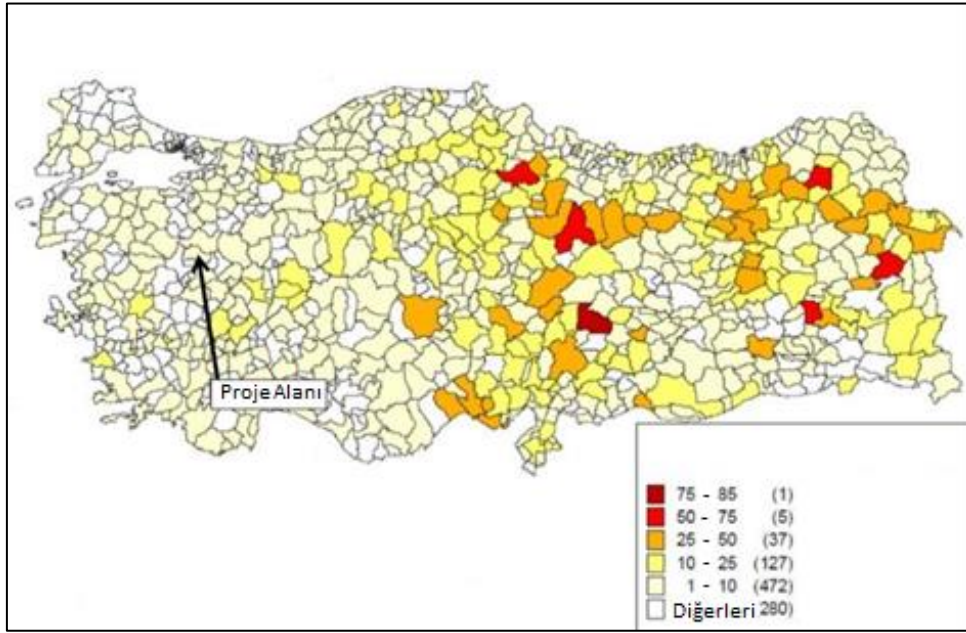 Proje Alanı
75 - 85 (1)
50 - 75 (5)
25 - 50 (37)
10 - 25 (127)
1 - 10 (472)
Diğerleri 280)